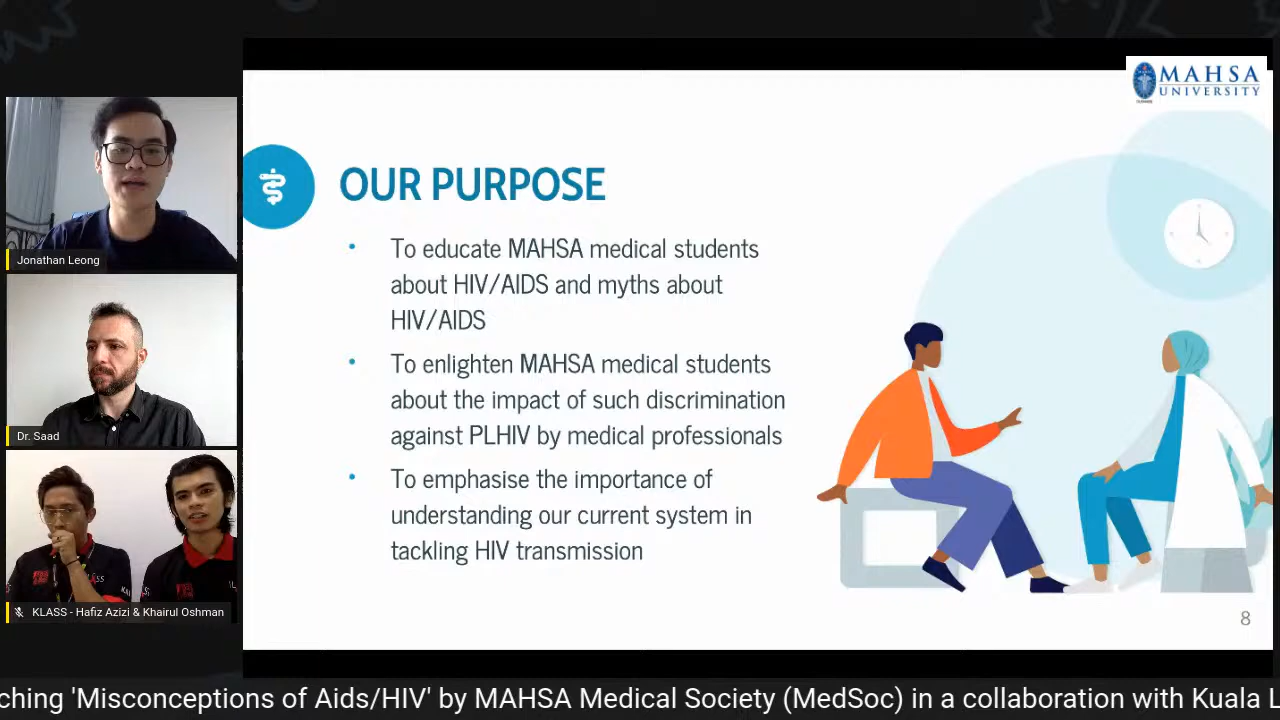 MAHSA
UNIVERSITY
OUR PURPOSE
• To educate MAHSA medical students
about HIV/AIDS and myths about
HIV/AIDS
• To enlighten MAHSA medical students
about the impact of such discrimination
against PLHIV by medical professionals
• To emphasise the importance of
understanding our current system in
tackling HIV transmission
8
Jonathan Leong
Dr. Saad
KLASS - Hafiz Azizi & Khairul Oshman
ching 'Misconceptions of Aids/HIV' by MAHSA Medical Society (MedSoc) in a collaboration with Kuala L